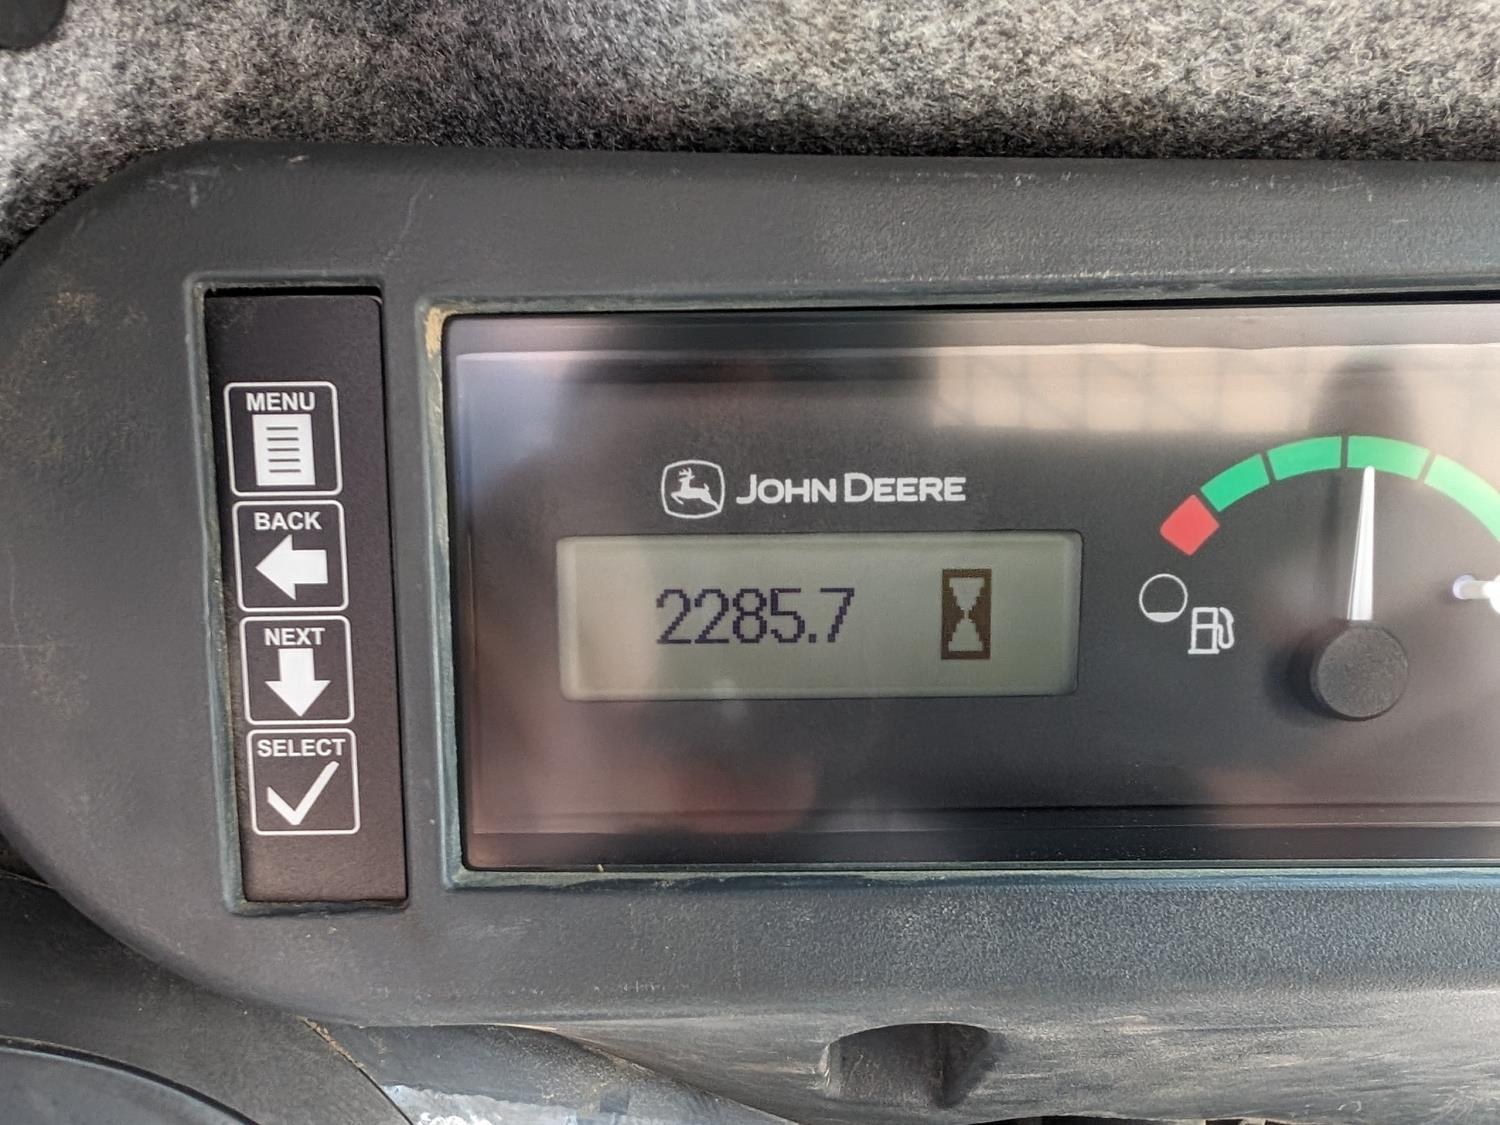 MENU
BACK
NEXT
SELECT
JOHN DEERE
2285.7